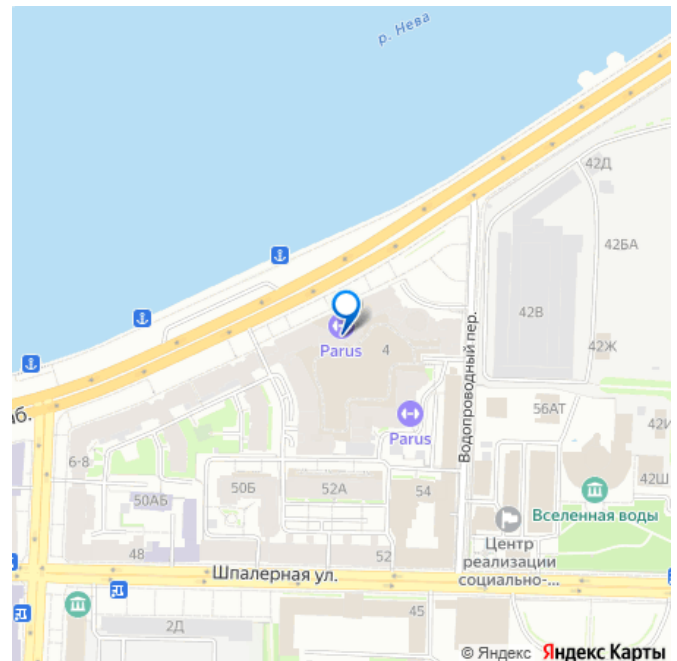 р. Нева
42Д
42БА
42В
42Ж
Водопроводный пер.
Parus
4
Parus
аб.
56АТ
42И
6-8
50АБ
50Б
52А
54
42Ш
Вселенная воды
48
52
Центр
реализации
социально-...
Шпалерная ул.
2Д
45
© Яндекс Яндекс Карты